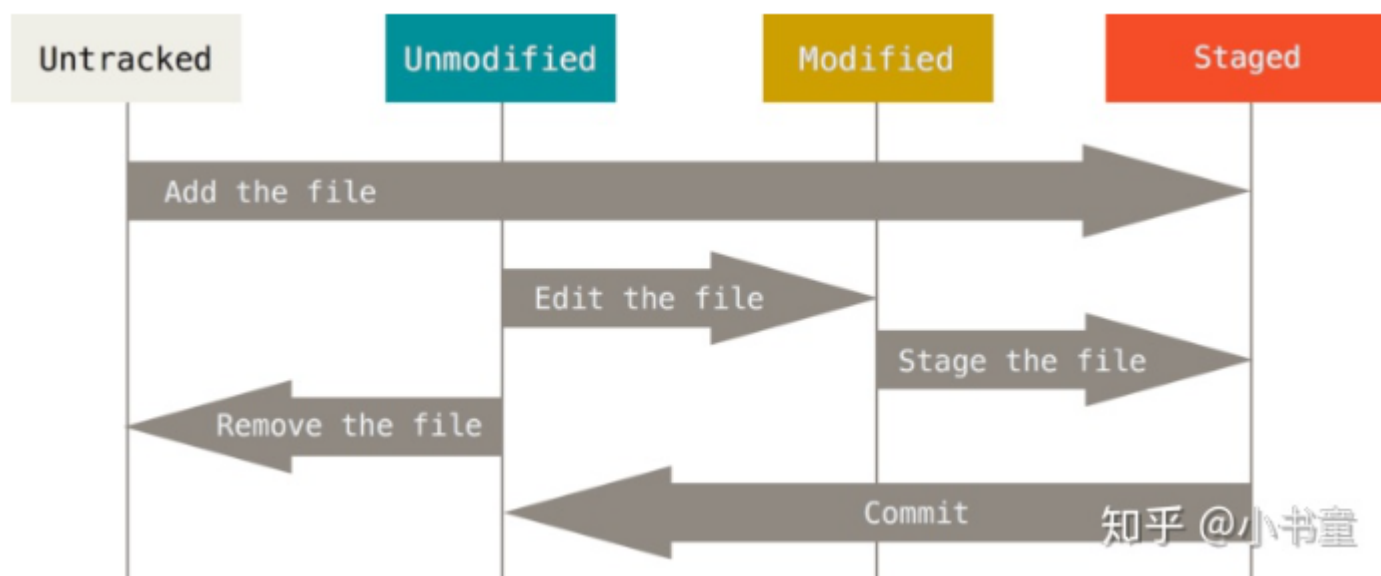 Untracked
Unmodified
Modified
Staged
Add the file
Edit the file
Stage the file
Remove the file
Commit
知乎 @小书童